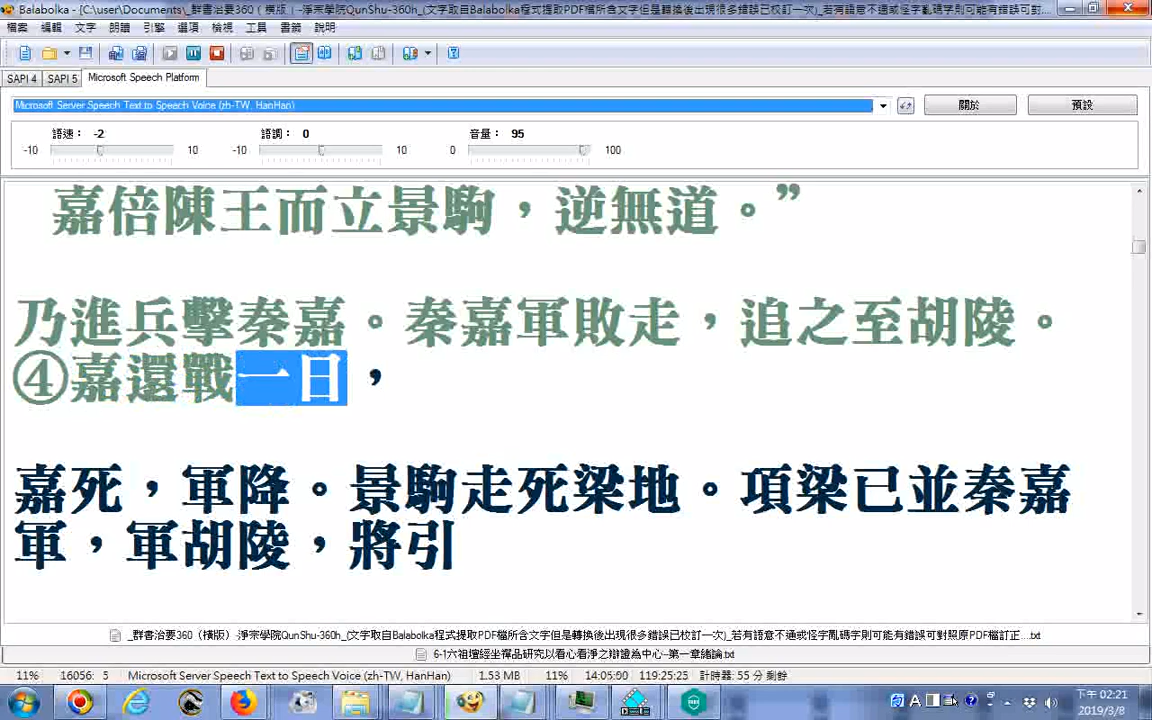 Balabolka - [C:\user\Documents\_群書治要360（橫版）-淨宗學院QunShu-360h_(文字取自Balabolka程式提取PDF檔所含文字但是轉換後出現很多錯誤已校訂一次)_若有語意不通或怪字亂碼字則可能有錯誤可對...
檔案 編輯 文字 朗讀 引擎 選項 檢視 工具 書籤 說明
SAPI 4 SAPI 5 Microsoft Speech Platform
Microsoft Server Speech Text to Speech Voice (zh-TW, HanHan) 關於 預設
語速： -2 語調： 0 音量： 95
-10 10 -10 10 0 100
嘉倍陳王而立景駒，逆無道。”
乃進兵擊秦嘉。秦嘉軍敗走，追之至胡陵。
④嘉還戰一日，
嘉死，軍降。景駒走死梁地。項梁已並秦嘉
軍，軍胡陵，將引
_群書治要360（橫版）-淨宗學院QunShu-360h_(文字取自Balabolka程式提取PDF檔所含文字但是轉換後出現很多錯誤已校訂一次)_若有語意不通或怪字亂碼字則可能有錯誤可對照原PDF檔訂正....txt
6-1六祖壇經坐禪品研究以看心看淨之辯證為中心--第一章緒論.txt
11% 16056: 5 Microsoft Server Speech Text to Speech Voice (zh-TW, HanHan) 1.53 MB 11% 14:05:50 119:25:25 計時器: 55 分 剩餘
下午 02:21
2019/3/8